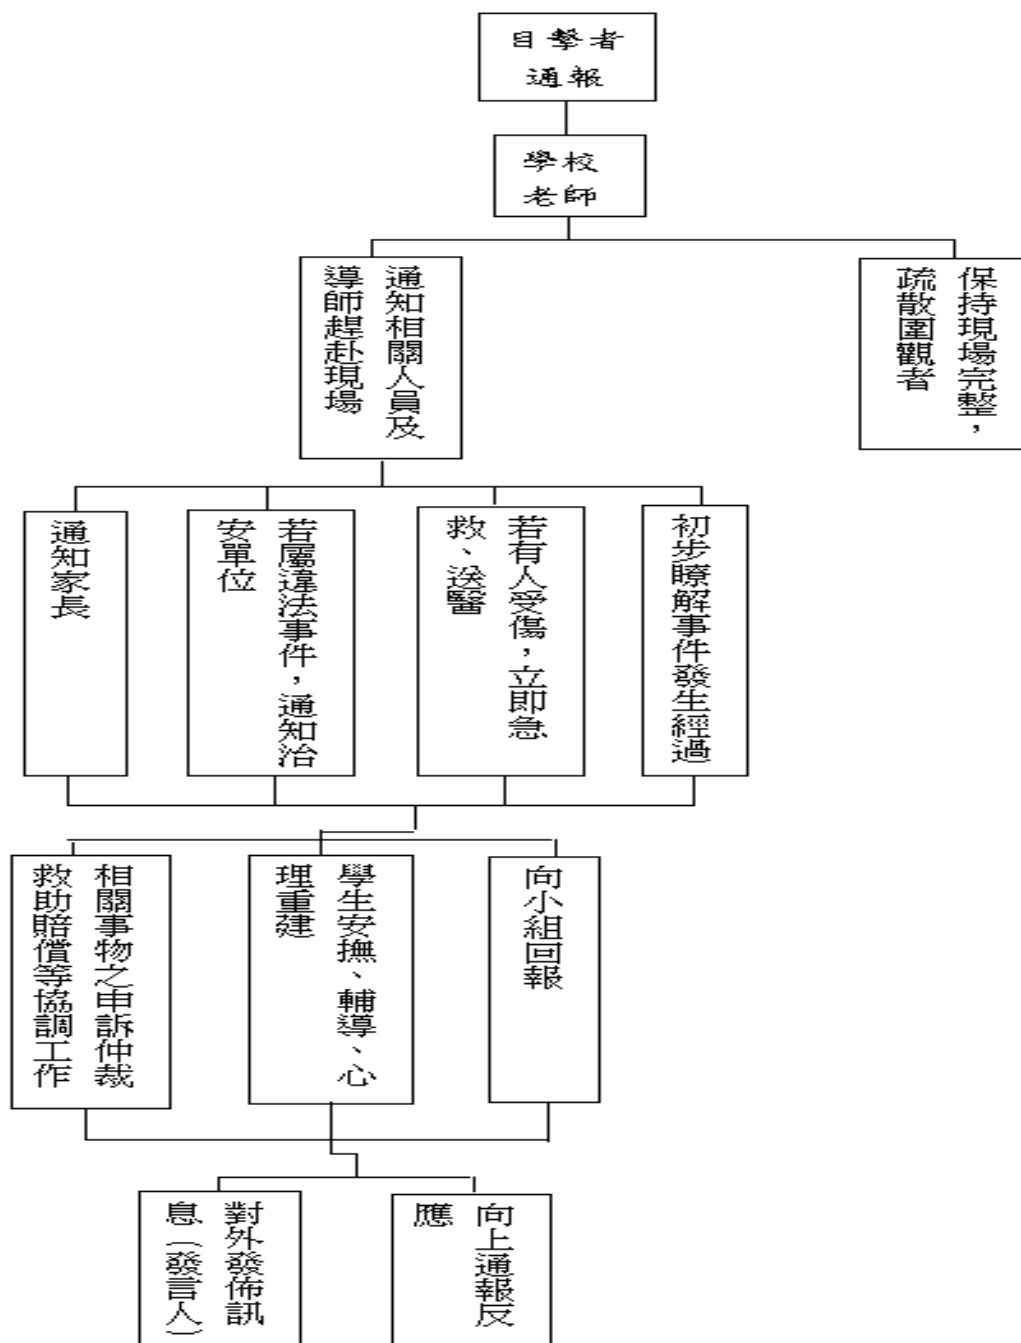 目擊者
通報
學校
老師
通知相關人員及
導師趕赴現場
保持現場完整，
疏散圍觀者
通知家長
若屬違法事件，通知治
安單位
若有人受傷，立即急
救、送醫
初步瞭解事件發生經過
相關事物之申訴仲裁
救助賠償等協調工作
學生安撫、輔導、心
理重建
向小組回報
對外發佈訊
息（發言人）
向上通報反
應